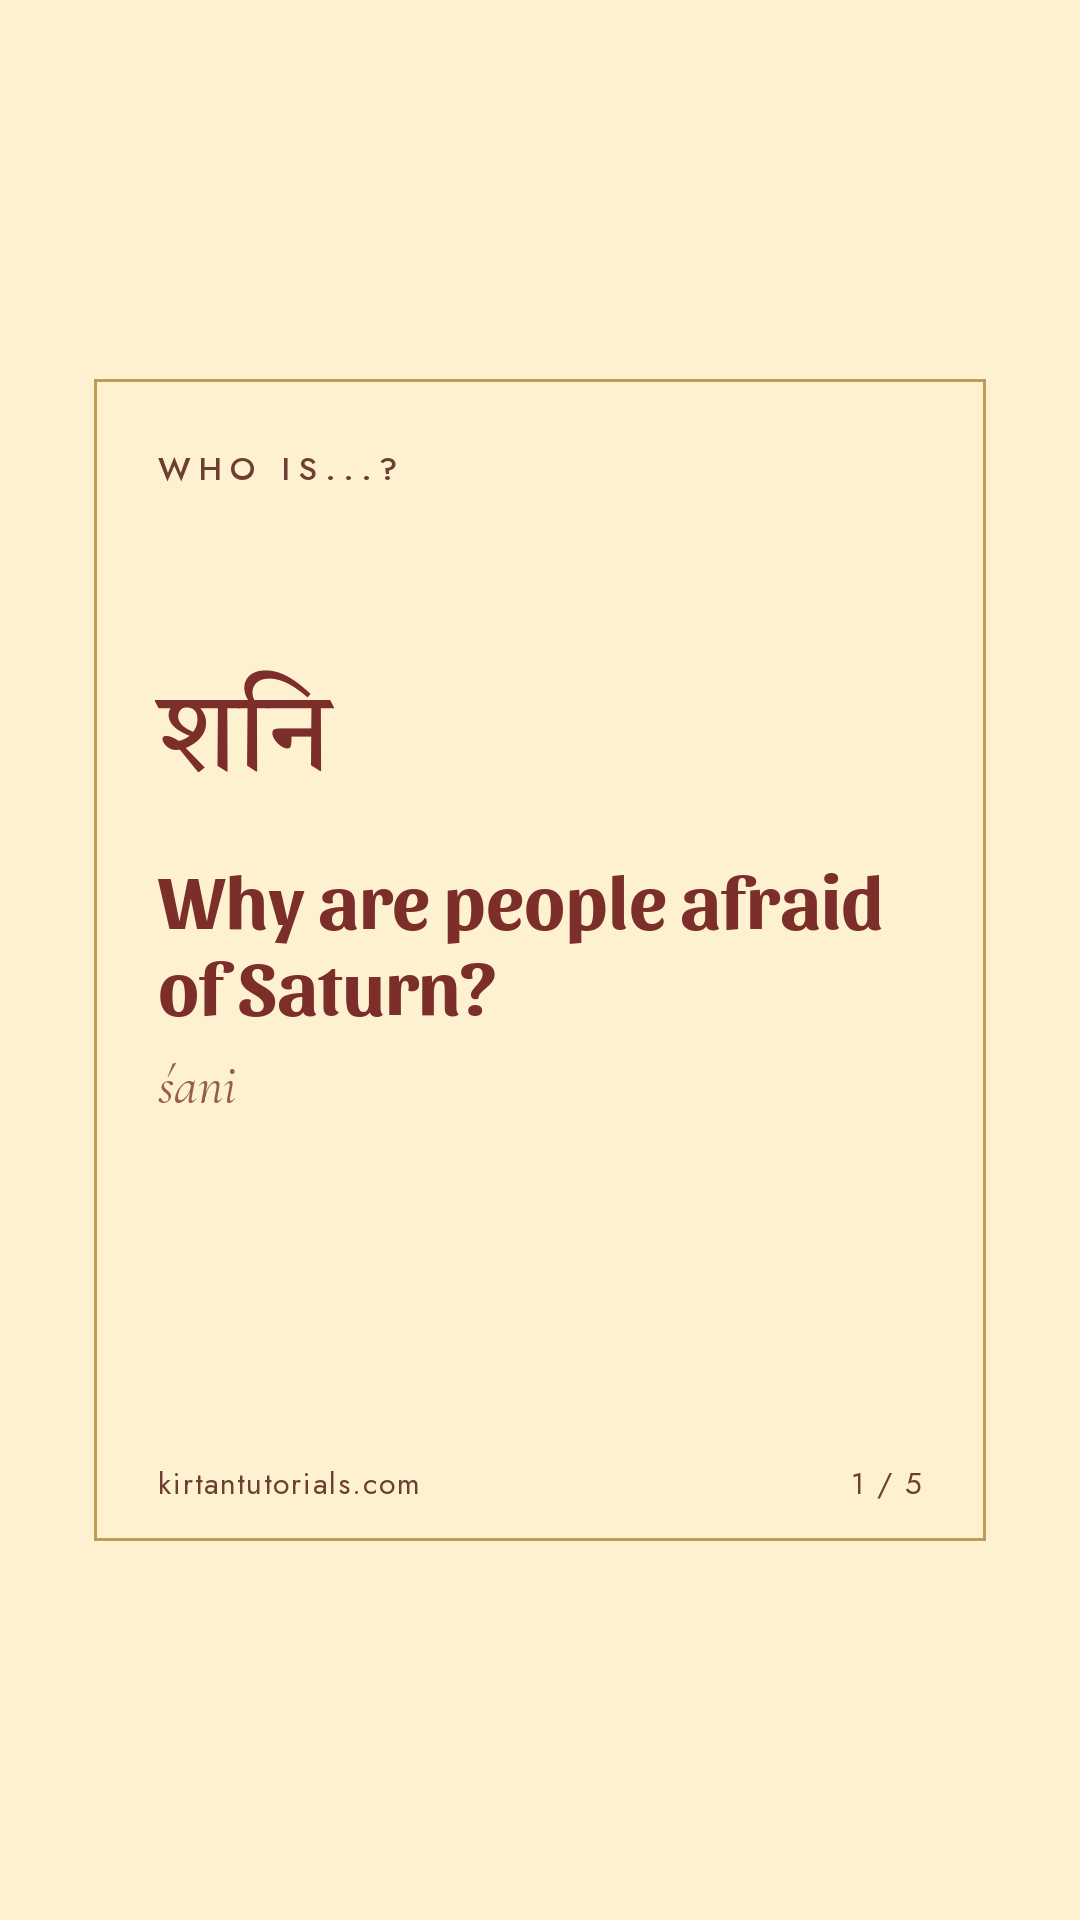 WHO IS...?
शनि
Why are people afraid
of Saturn?
śani
kirtantutorials.com
1 / 5